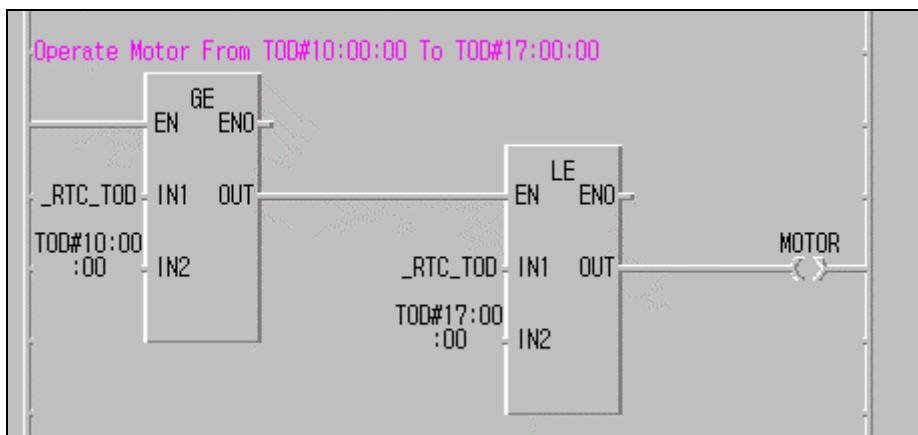 Operate Motor From TOD#10:00:00 To TOD#17:00:00
GE
EN ENO
_RTC_TOD IN1 OUT
TOD#10:00
:00 IN2
LE
EN ENO
_RTC_TOD IN1 OUT
TOD#17:00
:00 IN2
MOTOR